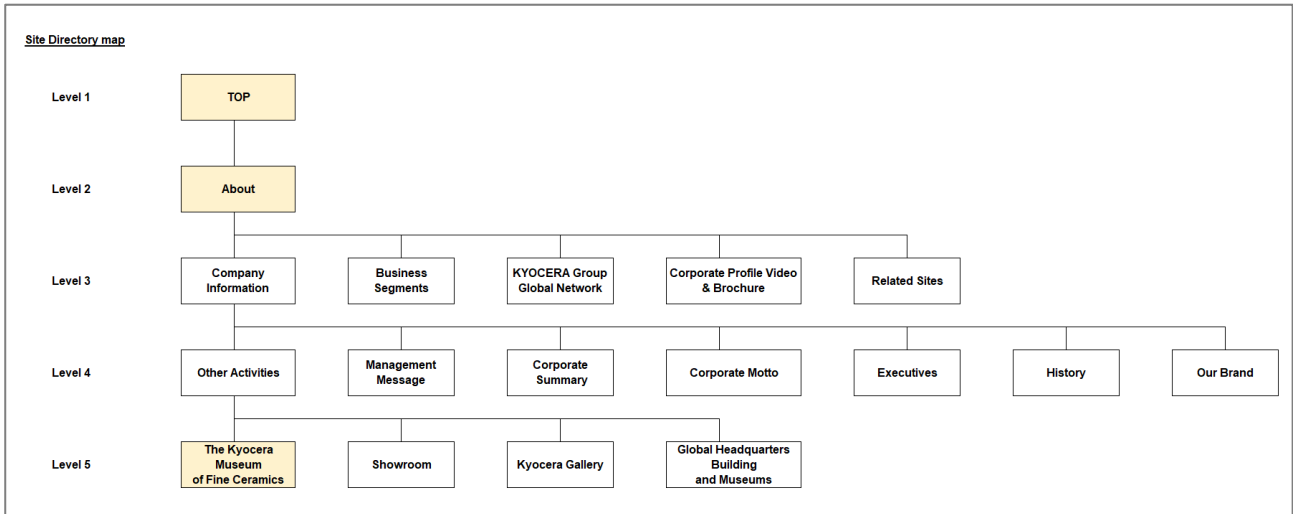 Site Directory map
Level 1
TOP
Level 2
About
Level 3
Company
Information
Business
Segments
KYOCERA Group
Global Network
Corporate Profile Video
& Brochure
Related Sites
Level 4
Other Activities
Management
Message
Corporate
Summary
Corporate Motto
Executives
History
Our Brand
Level 5
The Kyocera
Museum
of Fine Ceramics
Showroom
Kyocera Gallery
Global Headquarters
Building
and Museums